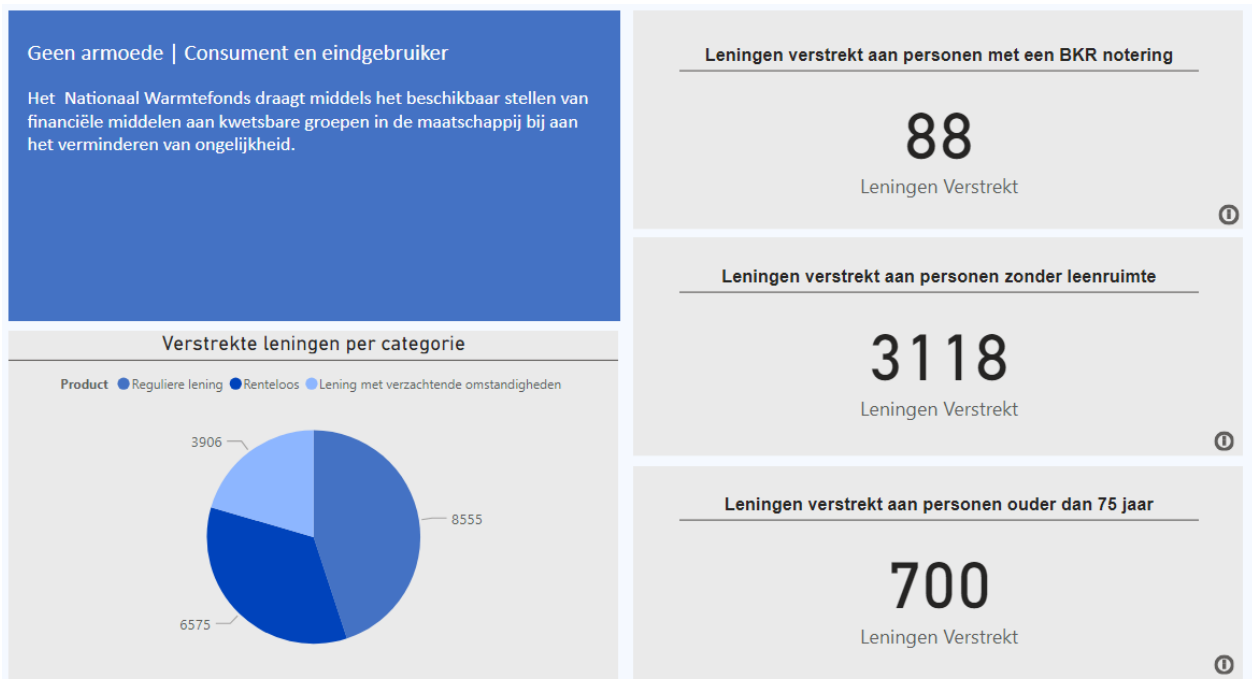 Geen armoede | Consument en eindgebruiker
Het  Nationaal Warmtefonds draagt middels het beschikbaar stellen van
financiële middelen aan kwetsbare groepen in de maatschappij bij aan
het verminderen van ongelijkheid.
Verstrekte leningen per categorie
Product Reguliere lening Renteloos Lening met verzachtende omstandigheden
3906
8555
6575
Leningen verstrekt aan personen met een BKR notering
88
Leningen Verstrekt
Leningen verstrekt aan personen zonder leenruimte
3118
Leningen Verstrekt
Leningen verstrekt aan personen ouder dan 75 jaar
700
Leningen Verstrekt